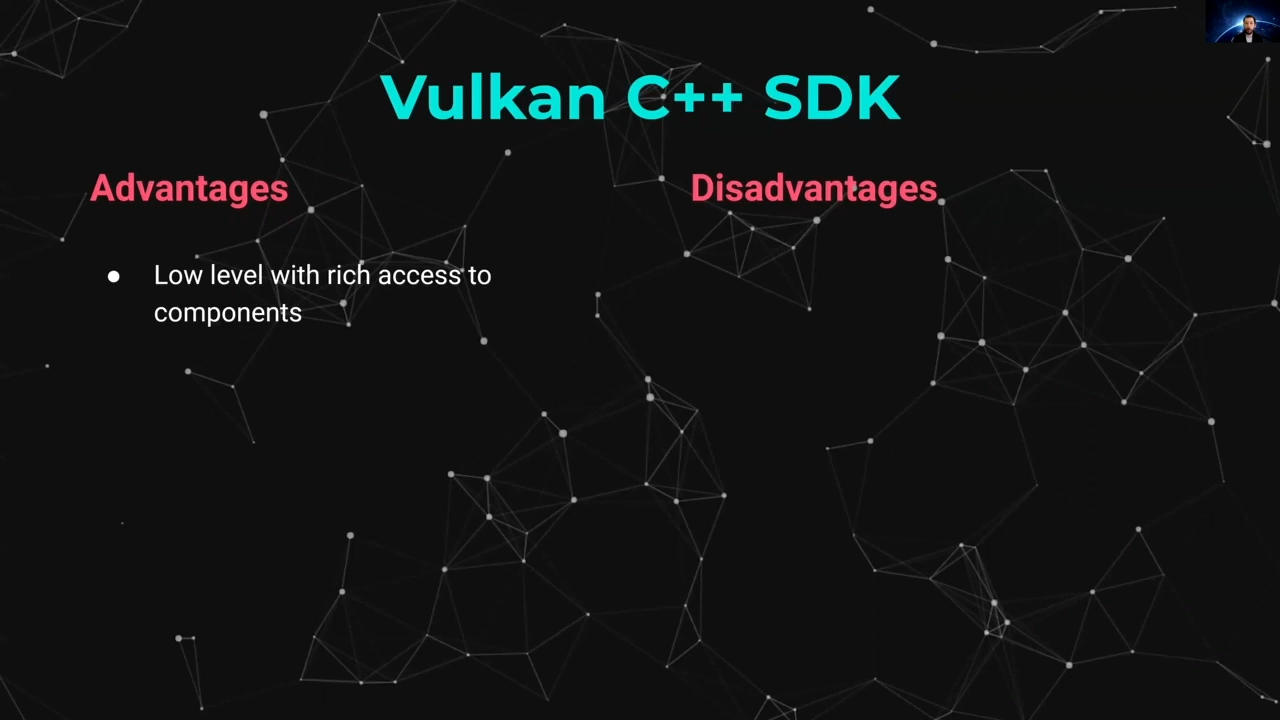 Vulkan C++ SDK
Advantages
Disadvantages
● Low level with rich access to
components